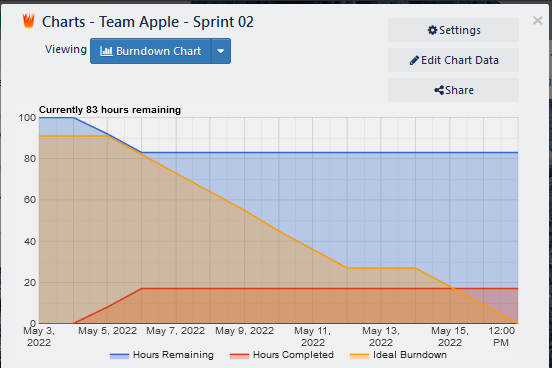 Charts - Team Apple - Sprint 02
×
Viewing
Burndown Chart
Settings
Edit Chart Data
Share
Currently 83 hours remaining
100
80
60
40
20
0
May 3, 2022
May 5, 2022
May 7, 2022
May 9, 2022
May 11, 2022
May 13, 2022
May 15, 2022
12:00 PM
Hours Remaining
Hours Completed
Ideal Burndown